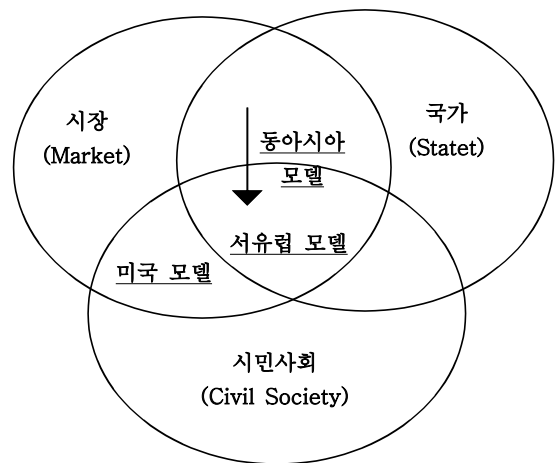 시장
(Market)
국가
(Statet)
동아시아
모델
서유럽 모델
미국 모델
시민사회
(Civil Society)